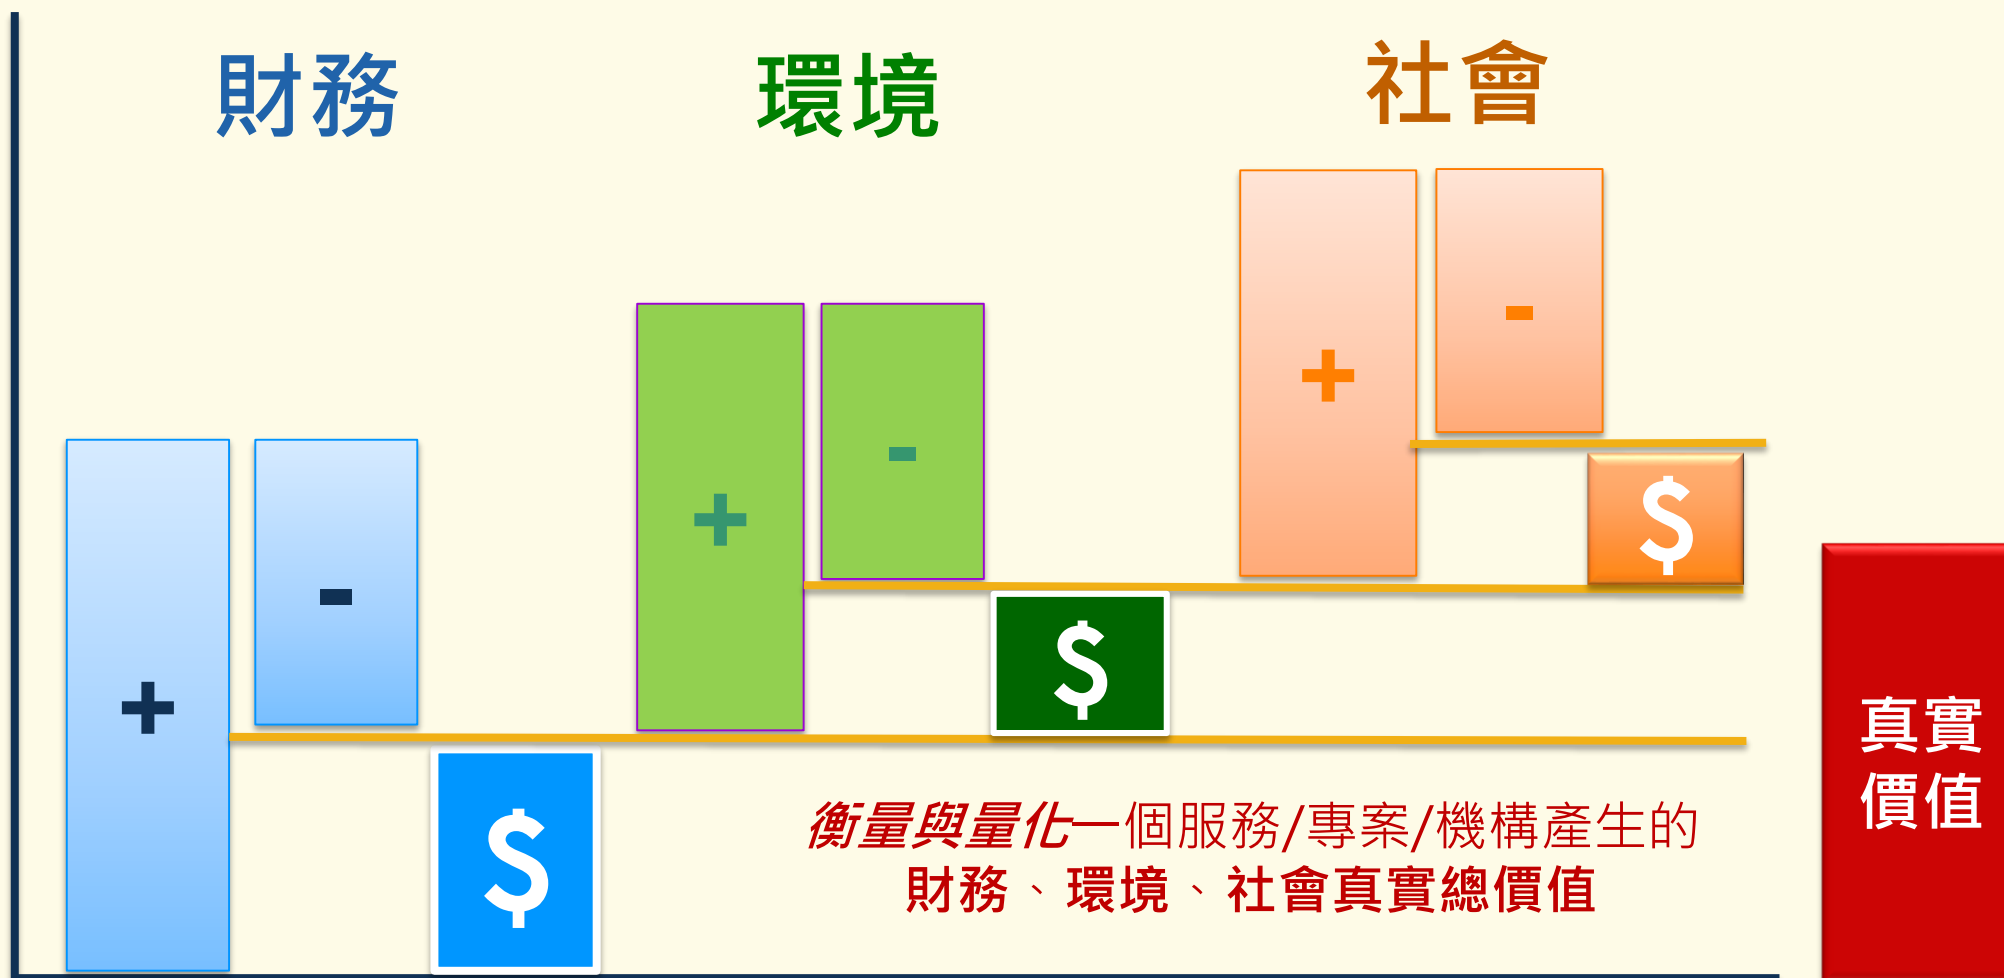 財務
環境
社會
+
-
$
+
-
$
+
-
$
真實
價值
衡量與量化一個服務/專案/機構產生的
財務、環境、社會真實總價值